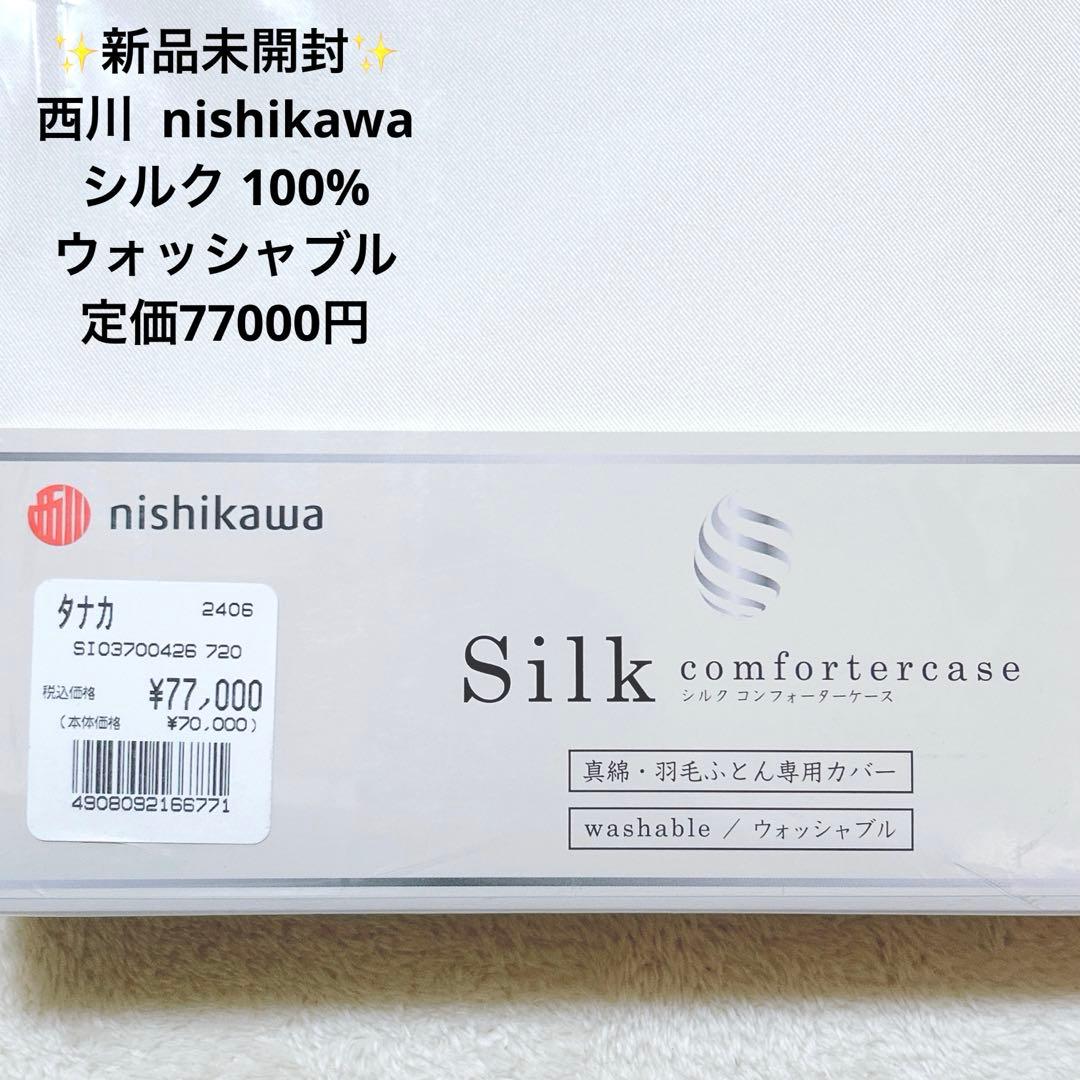 ✨新品未開封✨
西川 nishikawa
シルク 100%
ウォッシャブル
定価77000円
西川 nishikawa
タナカ 2406
SI03700426 720
税込価格 ¥77,000
(本体価格 ¥70,000)
4908092166771
Silk comfortercase
シルク コンフォーターケース
真綿・羽毛ふとん専用カバー
washable / ウォッシャブル